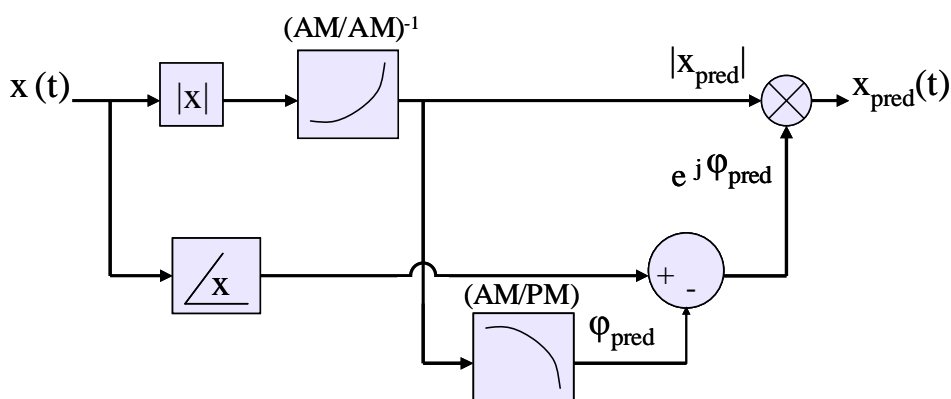 (AM/AM)-1
x (t)
|x|
|xpred|
xpred(t)
e j φpred
x
+
-
(AM/PM)
φpred